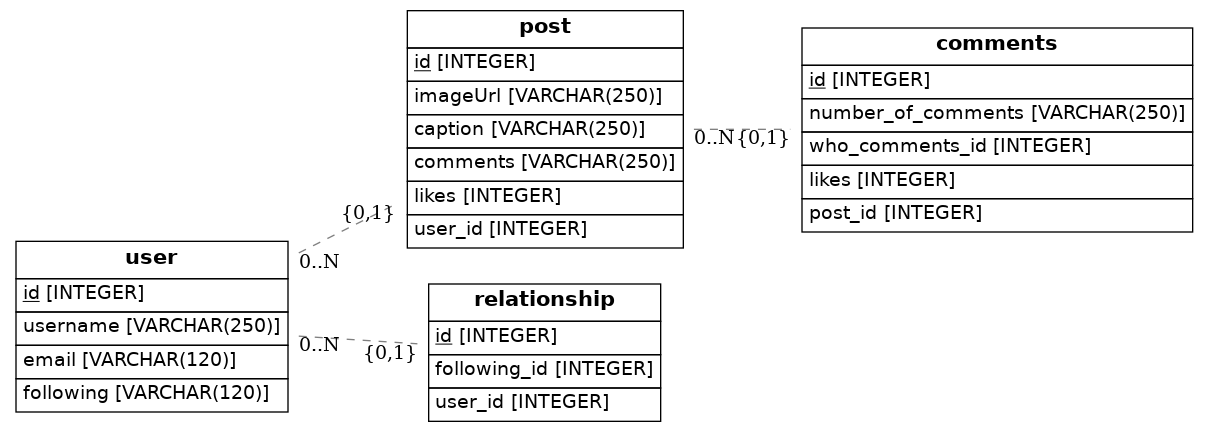 post
id [INTEGER]
imageUrl [VARCHAR(250)]
caption [VARCHAR(250)]
comments [VARCHAR(250)]
likes [INTEGER]
user_id [INTEGER]
comments
id [INTEGER]
number_of_comments [VARCHAR(250)]
who_comments_id [INTEGER]
likes [INTEGER]
post_id [INTEGER]
0..N
{0,1}
{0,1}
0..N
user
id [INTEGER]
username [VARCHAR(250)]
email [VARCHAR(120)]
following [VARCHAR(120)]
0..N
{0,1}
relationship
id [INTEGER]
following_id [INTEGER]
user_id [INTEGER]